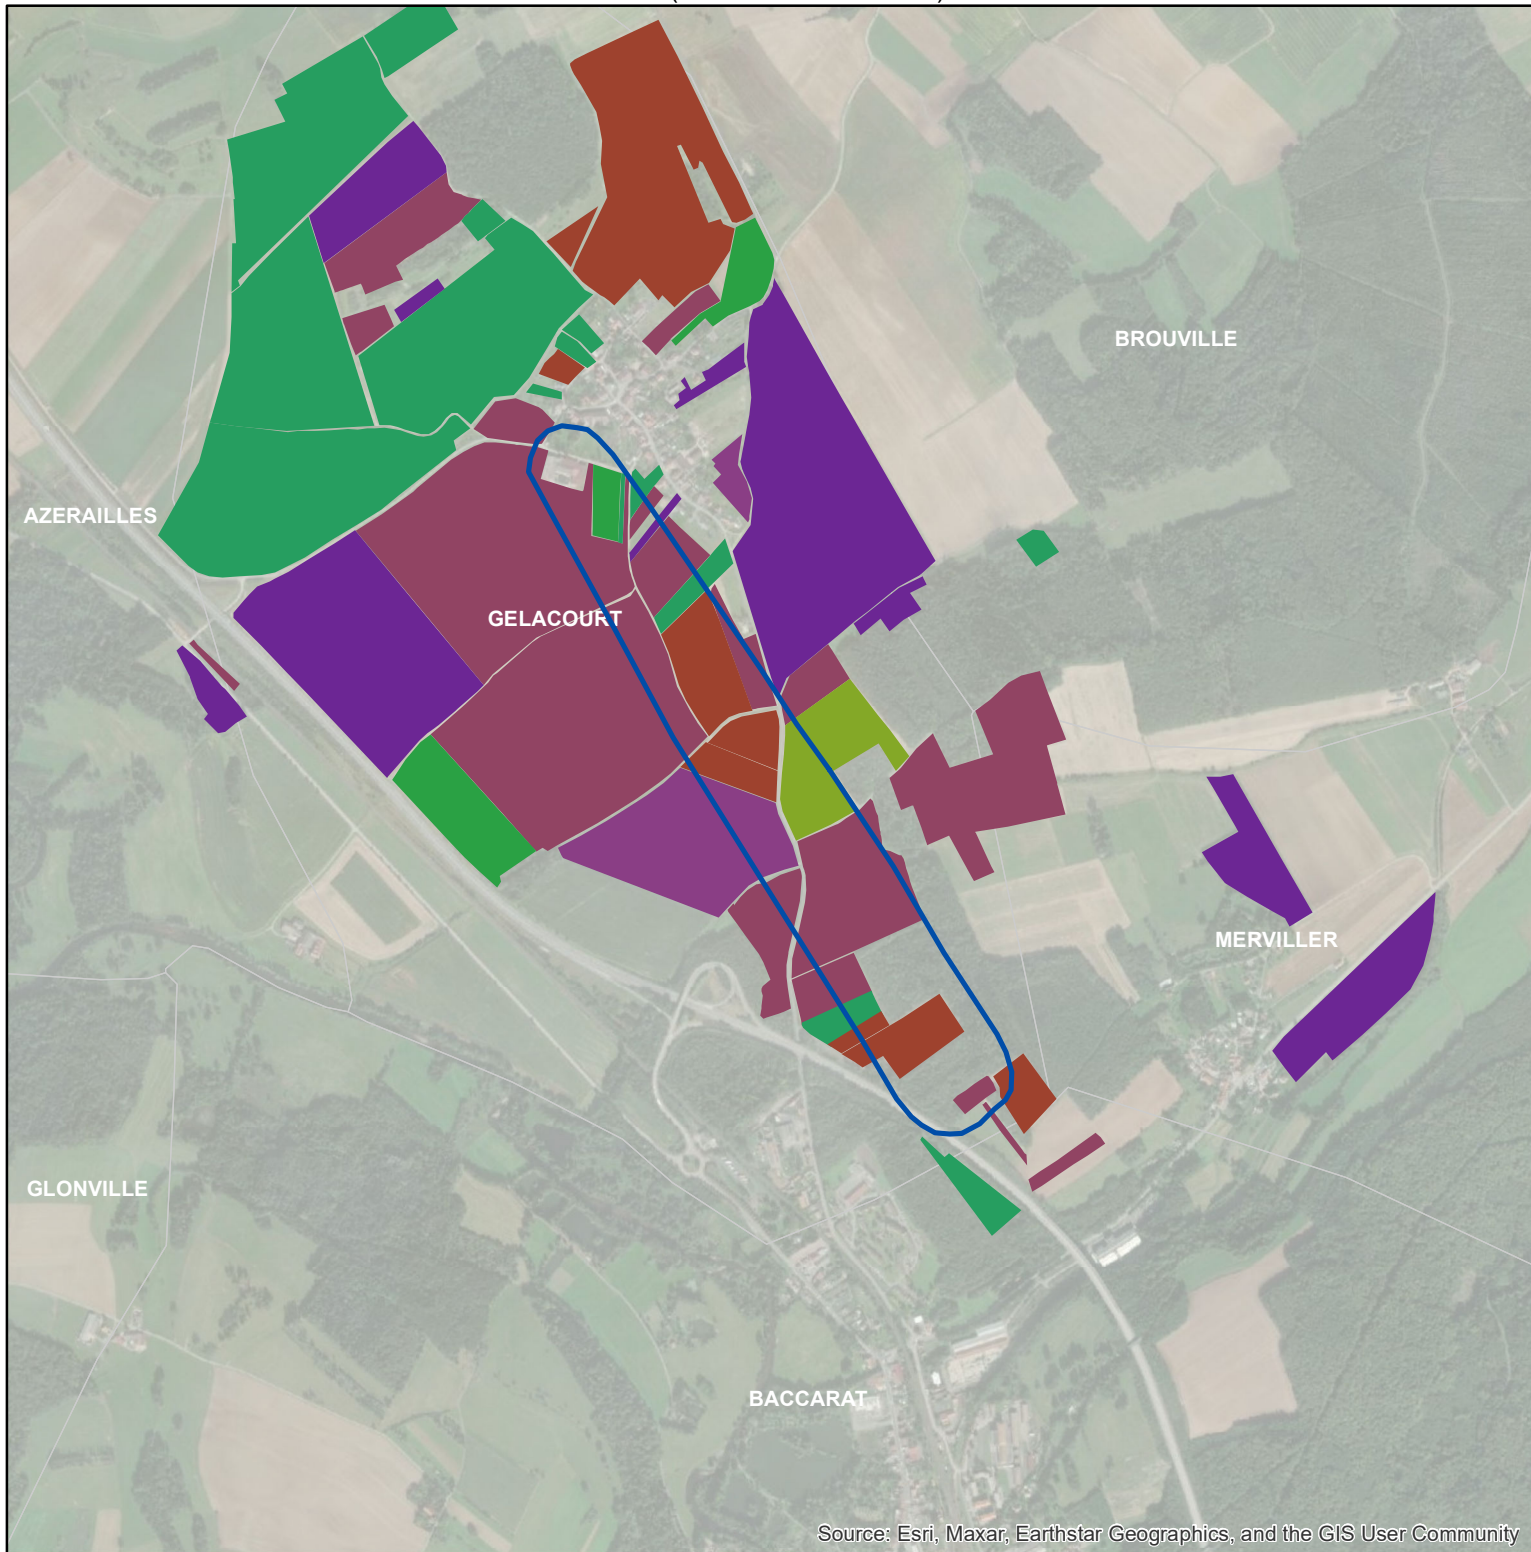 BROUVILLE
AZERAILLES
GELACOURT
MERVILLER
GLONVILLE
BACCARAT
Source: Esri, Maxar, Earthstar Geographics, and the GIS User Community